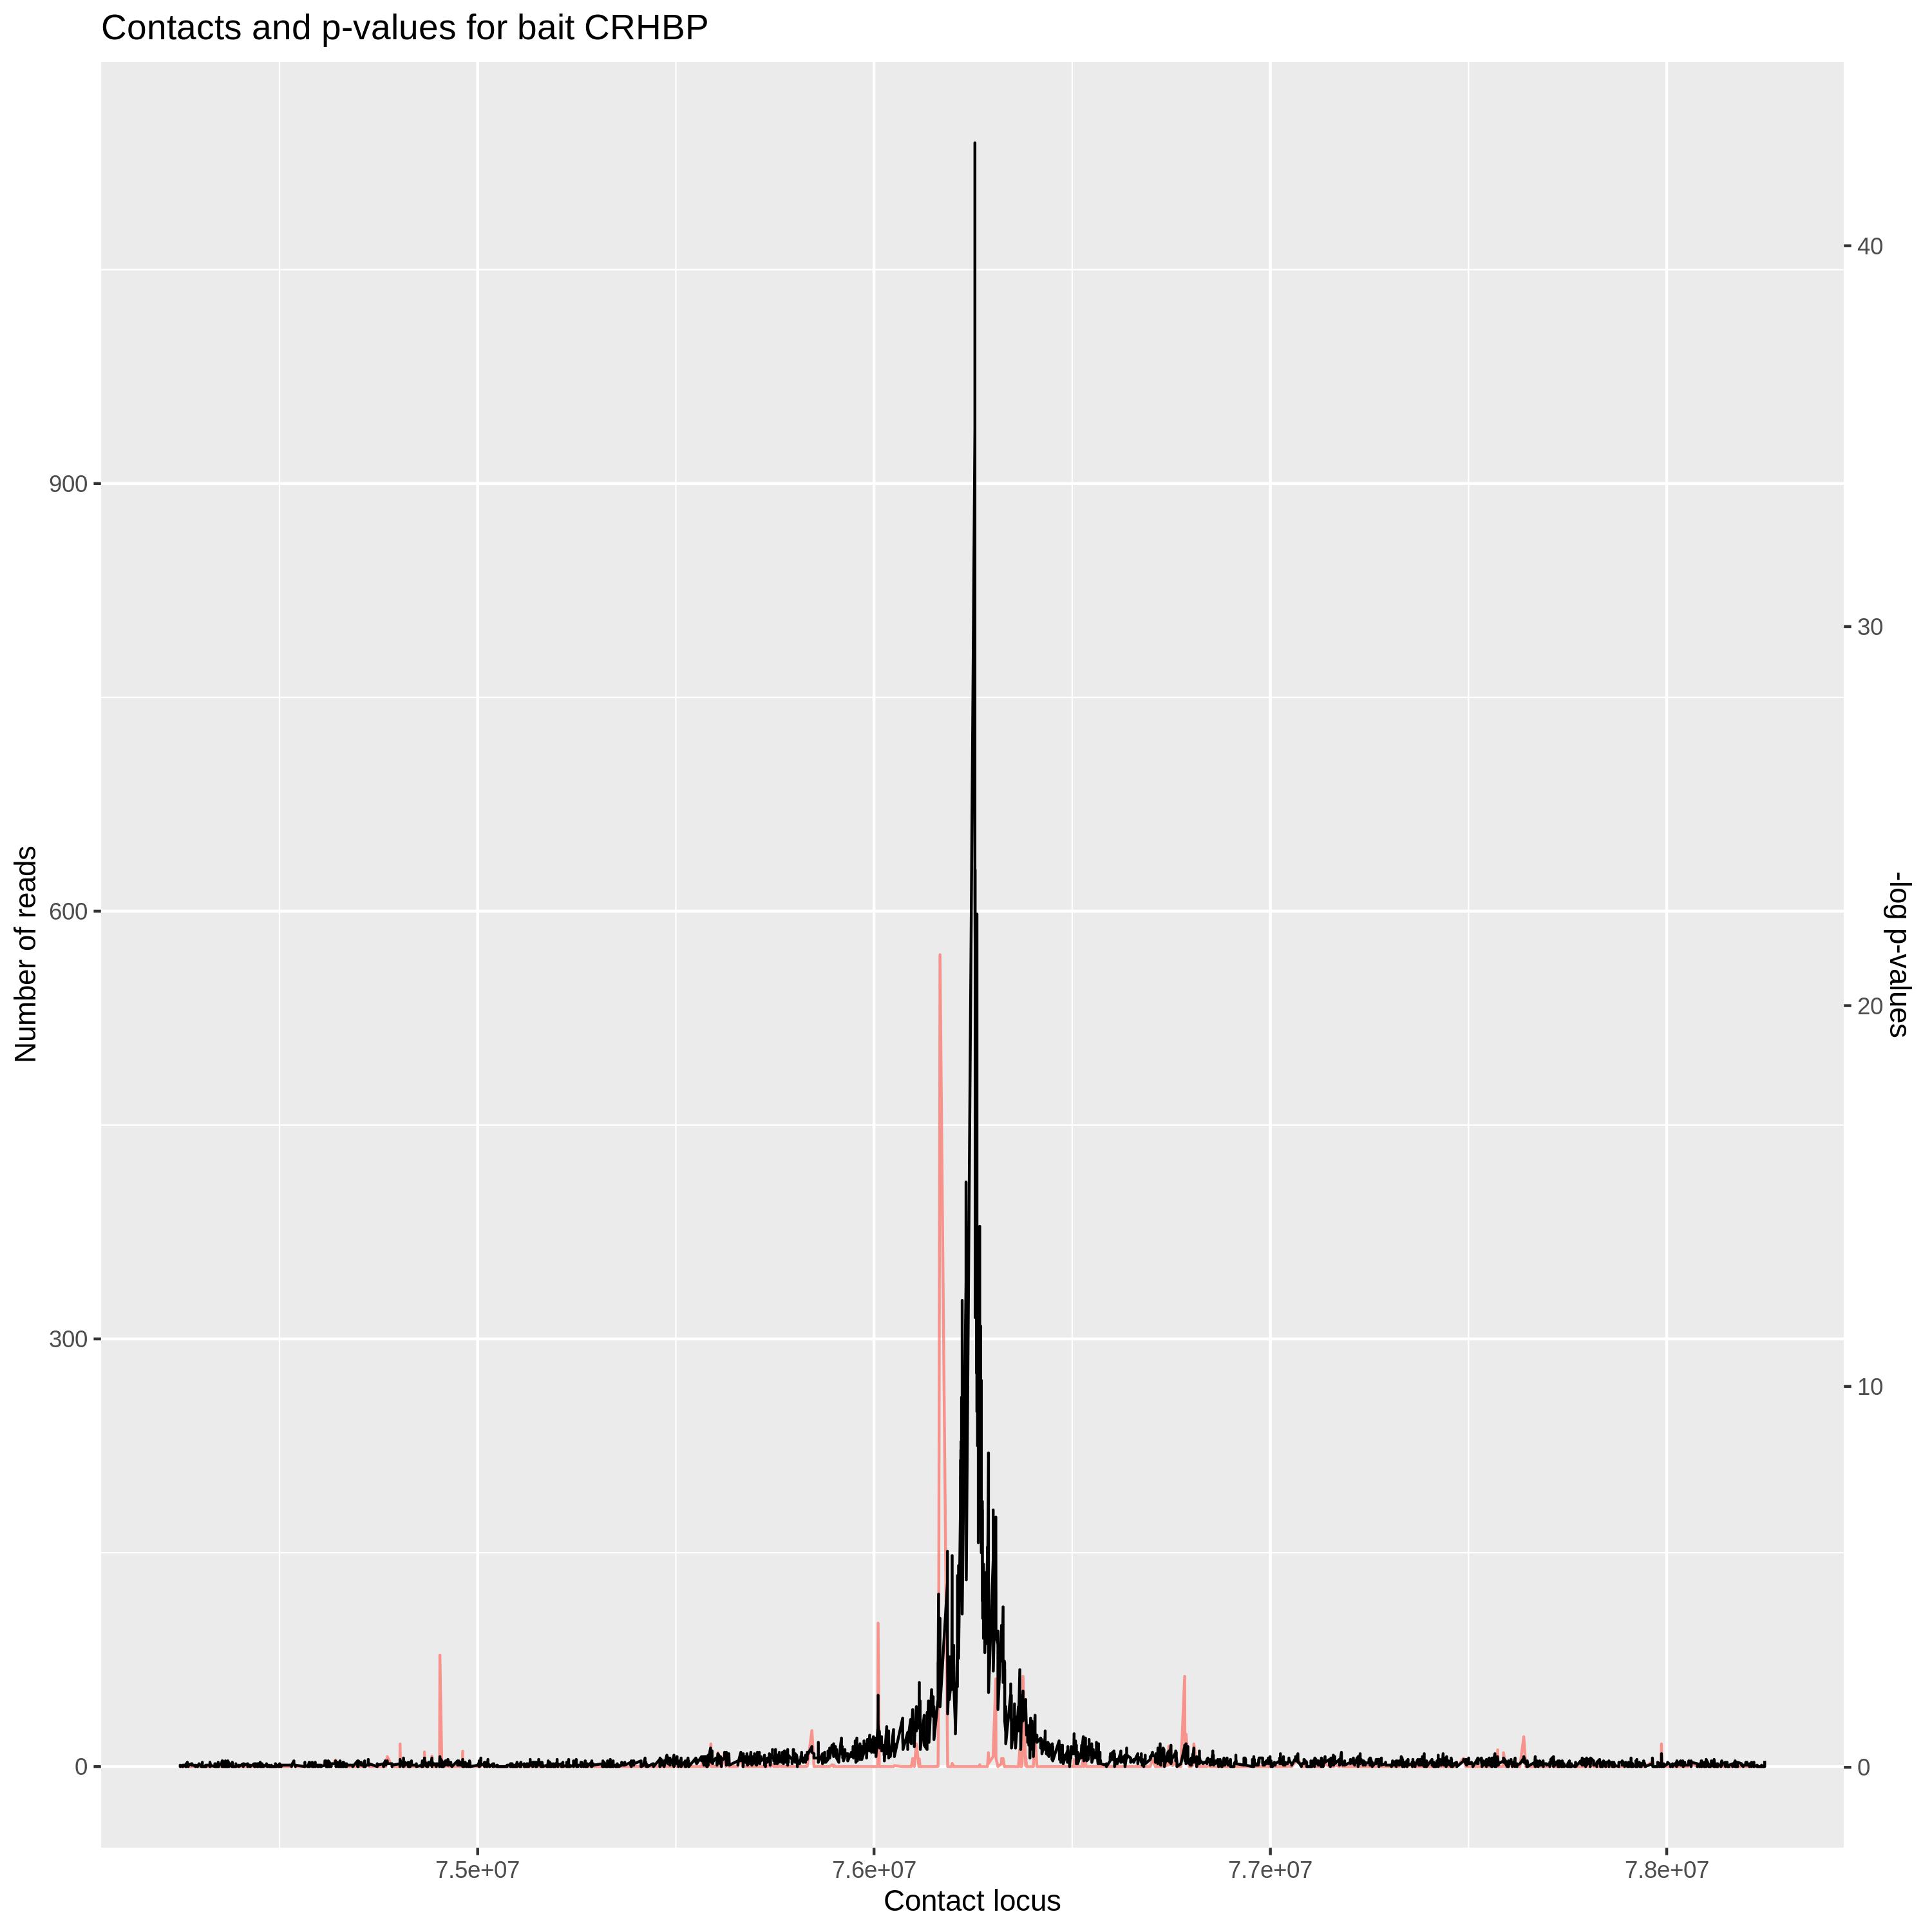 Contacts and p-values for bait CRHBP
Number of reads
900
600
300
0
40
30
20
10
0
-log p-values
7.5e+07
7.6e+07
7.7e+07
7.8e+07
Contact locus